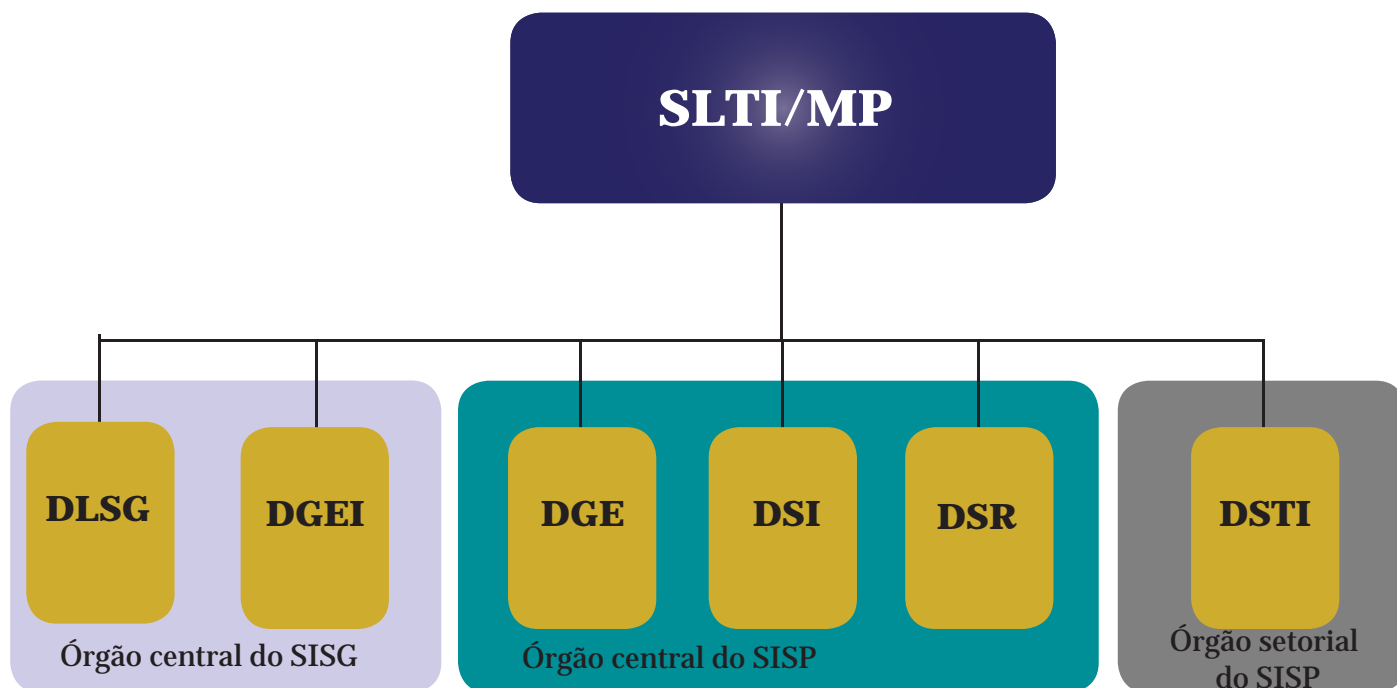 SLTI/MP
DLSG
DGEI
DGE
DSI
DSR
DSTI
Órgão central do SISG
Órgão central do SISP
Órgão setorial
do SISP